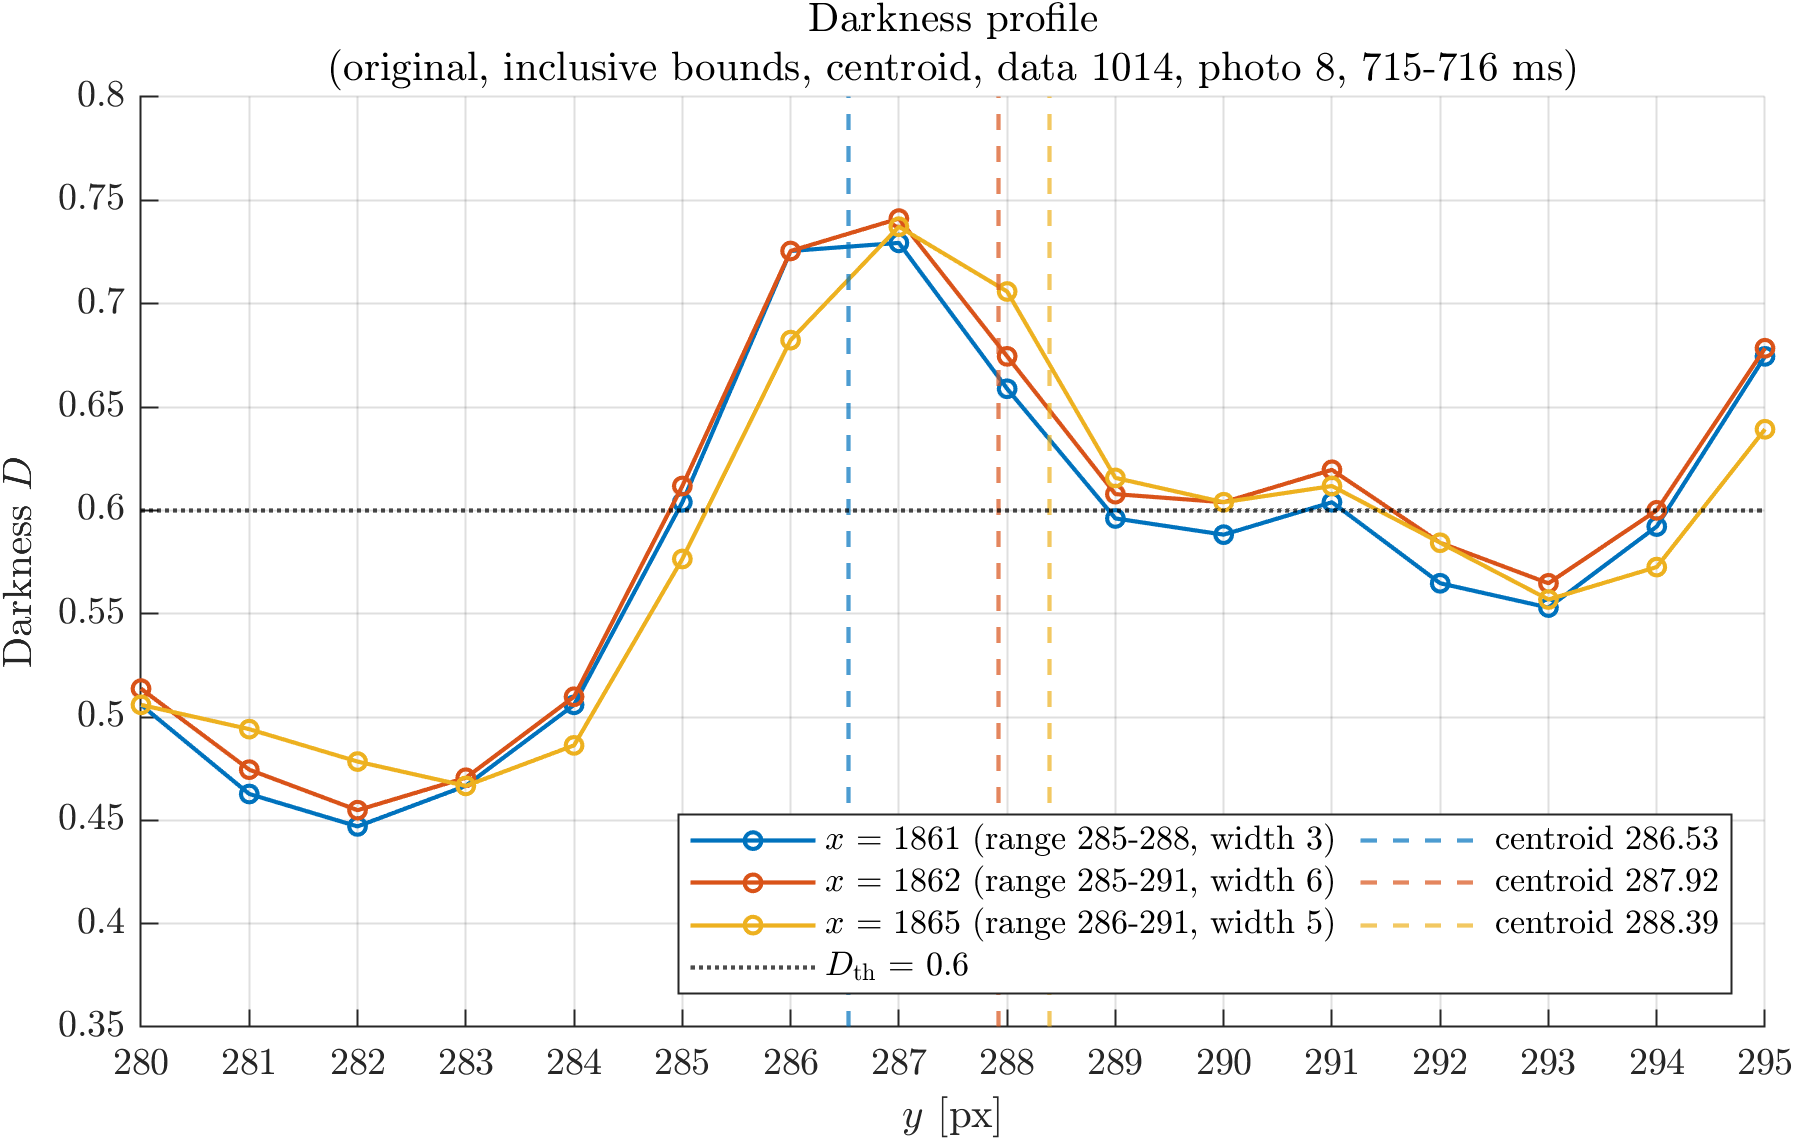 Darkness profile
(original, inclusive bounds, centroid, data 1014, photo 8, 715-716 ms)
0.8
0.75
0.7
0.65
0.6
0.55
0.5
0.45
0.4
0.35
Darkness D
x = 1861 (range 285-288, width 3) centroid 286.53
x = 1862 (range 285-291, width 6) centroid 287.92
x = 1865 (range 286-291, width 5) centroid 288.39
Dth = 0.6
280 281 282 283 284 285 286 287 288 289 290 291 292 293 294 295
y [px]